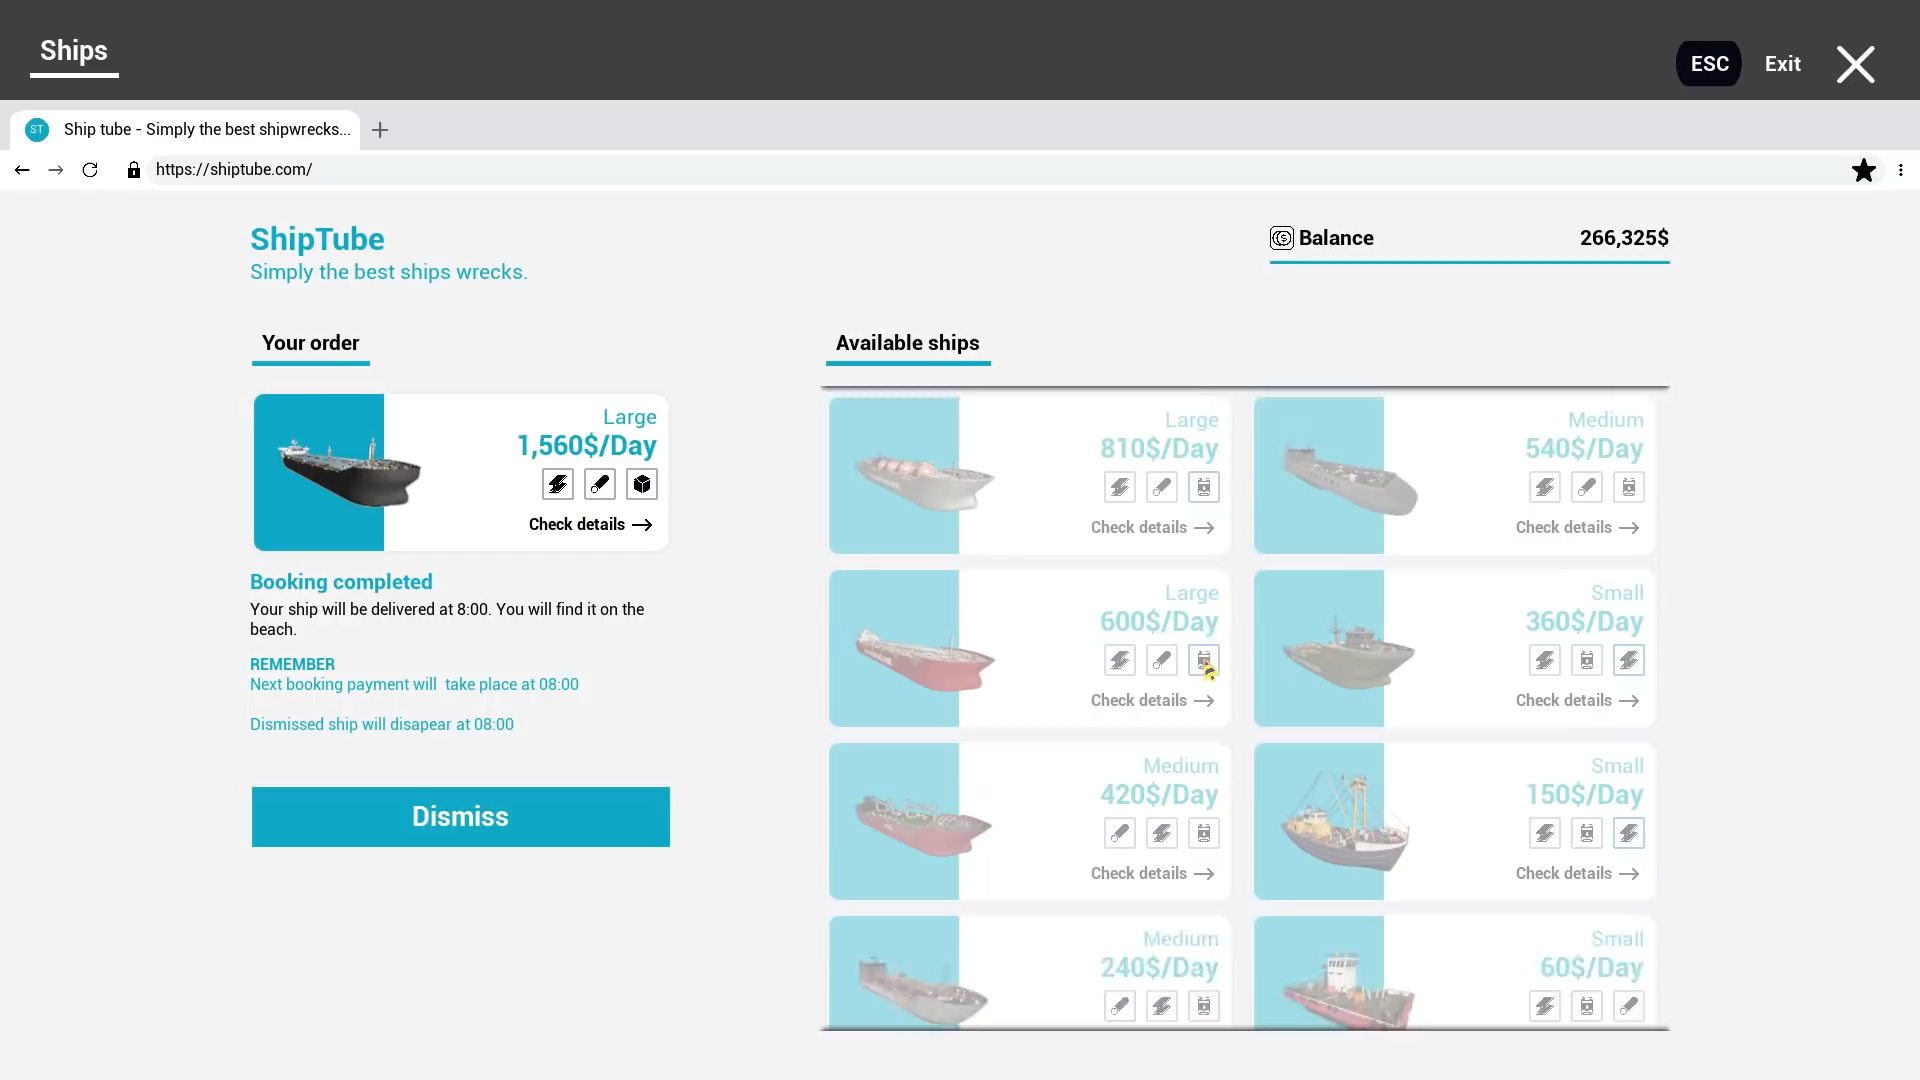 Ships
ESC Exit
ST Ship tube - Simply the best shipwrecks...
https://shiptube.com/
ShipTube
Simply the best ships wrecks.
Balance 266,325$
Your order
Large
1,560$/Day
Check details
Booking completed
Your ship will be delivered at 8:00. You will find it on the
beach.
REMEMBER
Next booking payment will take place at 08:00
Dismissed ship will disapear at 08:00
Dismiss
Available ships
Large
810$/Day
Check details
Medium
540$/Day
Check details
Large
600$/Day
Check details
Small
360$/Day
Check details
Medium
420$/Day
Check details
Small
150$/Day
Check details
Medium
240$/Day
Small
60$/Day